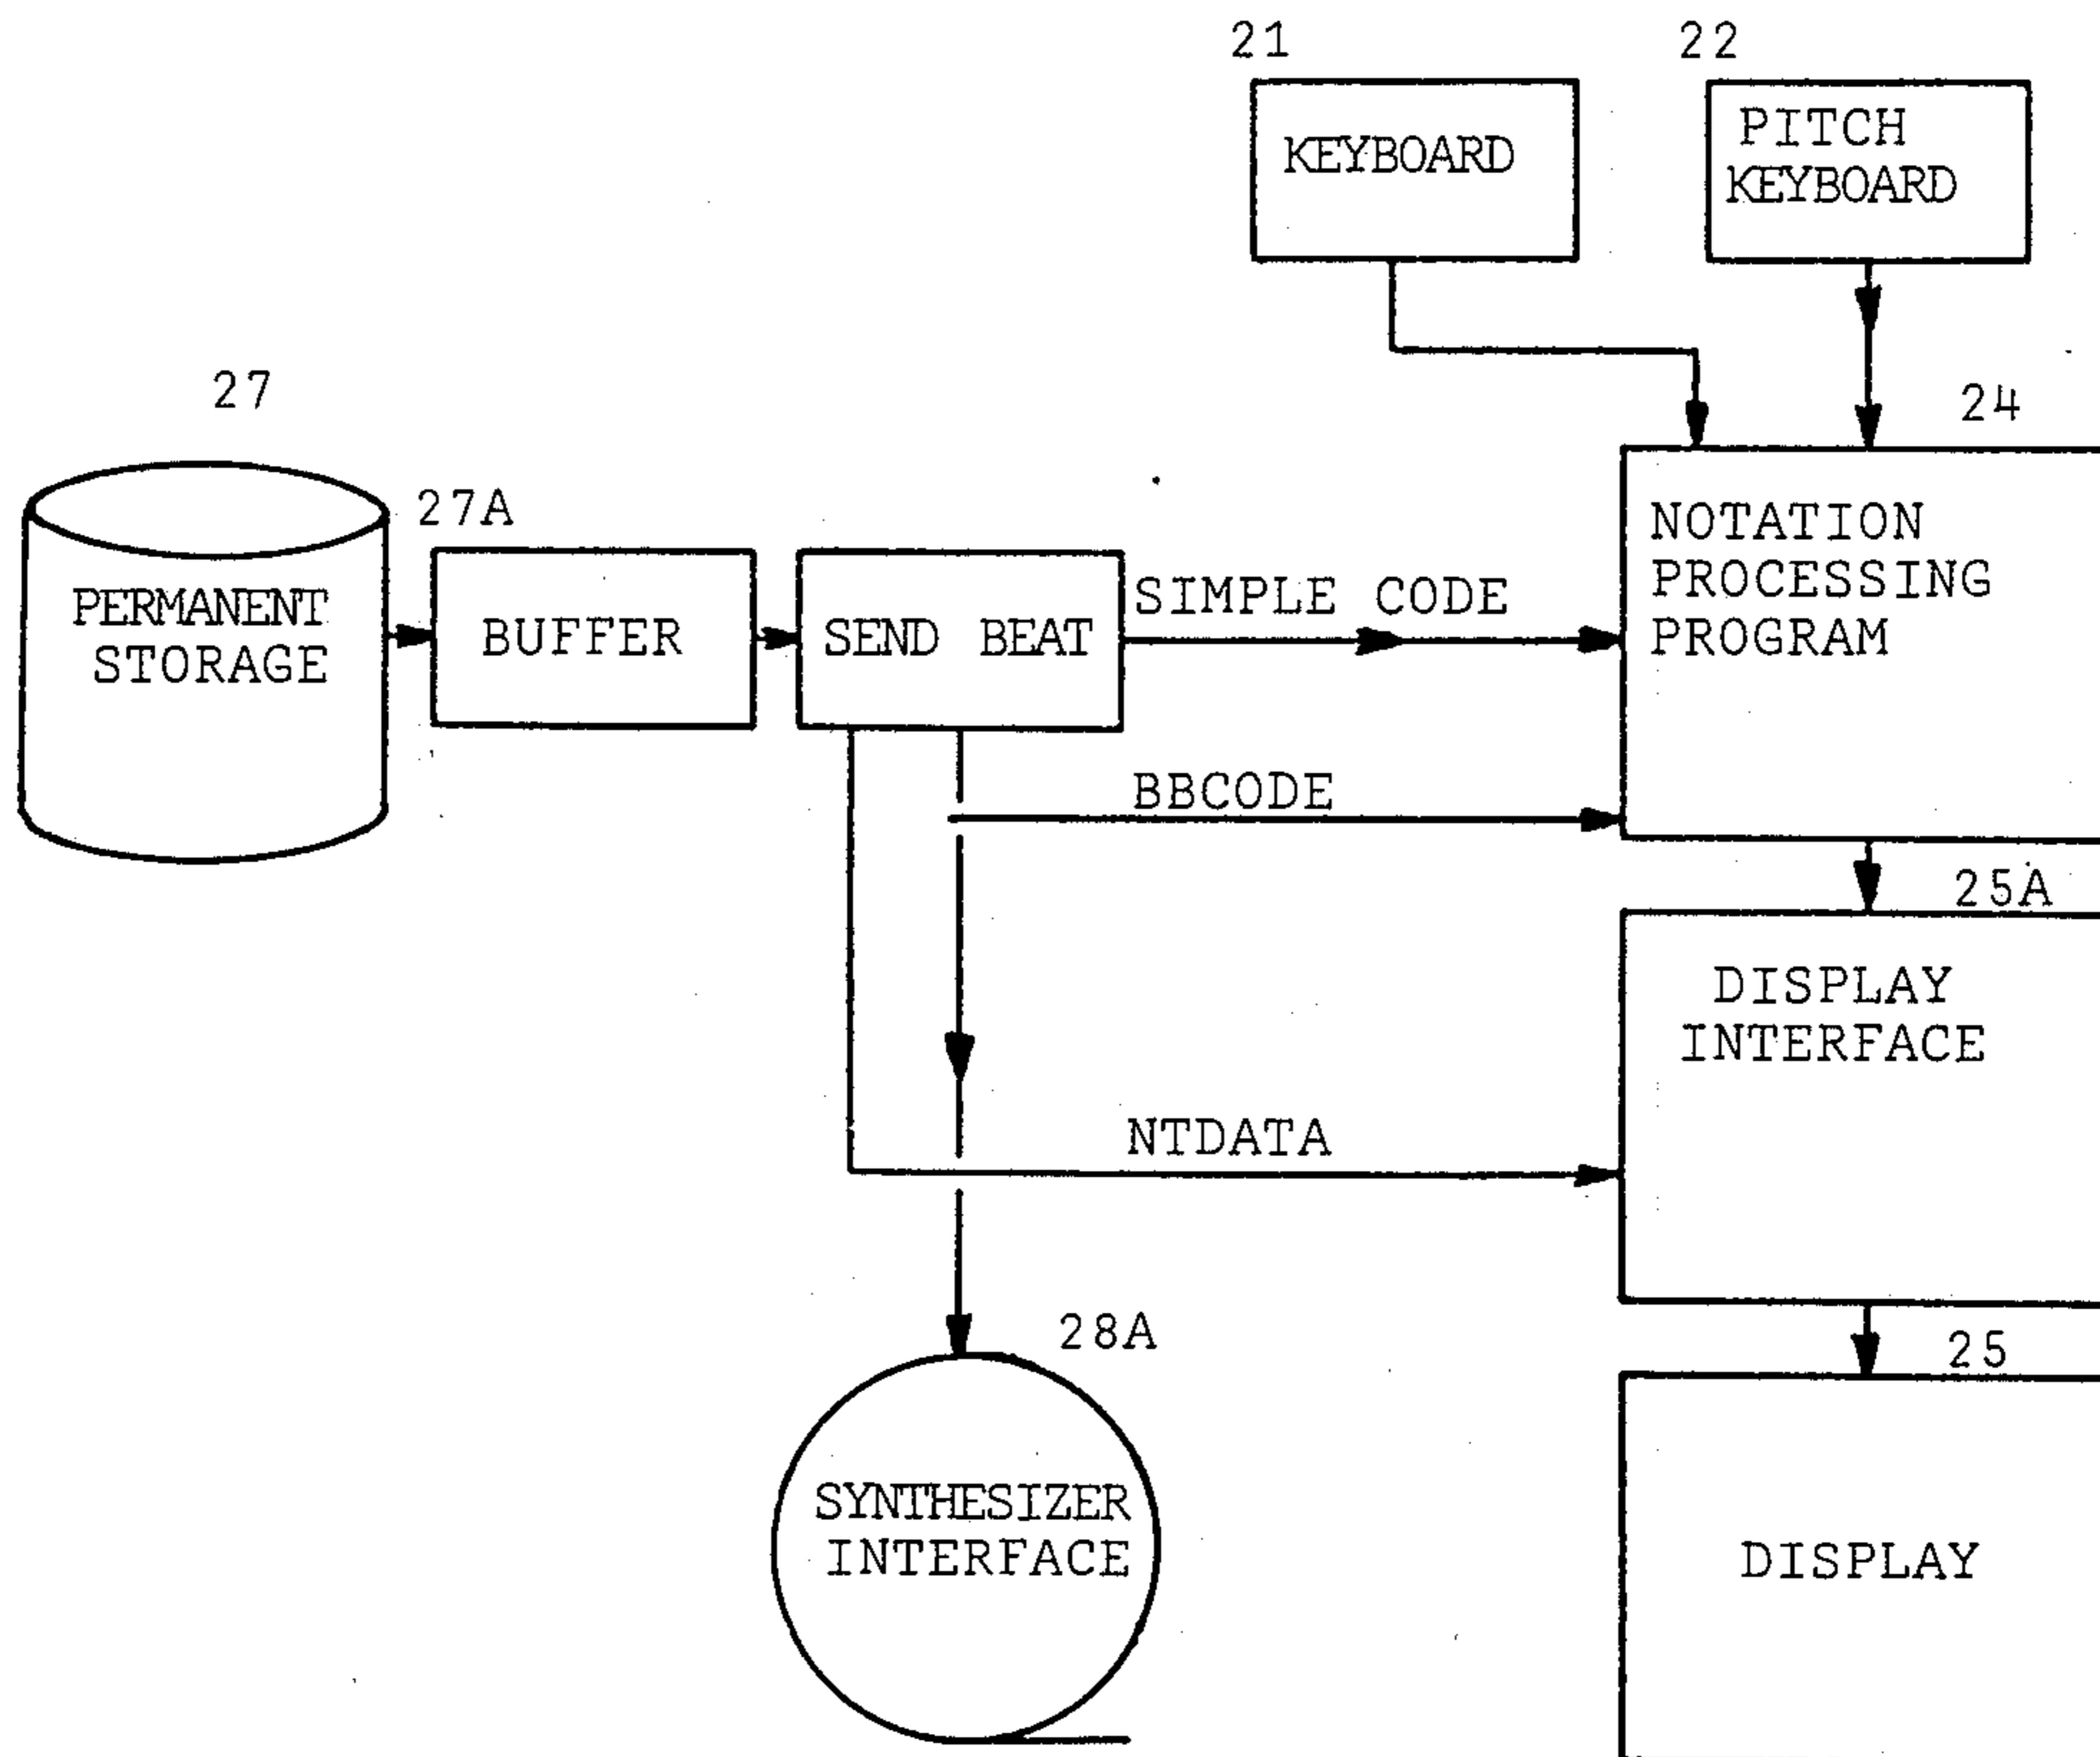 21
22
KEYBOARD
PITCH
KEYBOARD
27
24
27A
PERMANENT
STORAGE
BUFFER
SEND BEAT
SIMPLE CODE
NOTATION
PROCESSING
PROGRAM
BBCODE
25A
DISPLAY
INTERFACE
NTDATA
28A
25
SYNTHESIZER
INTERFACE
DISPLAY